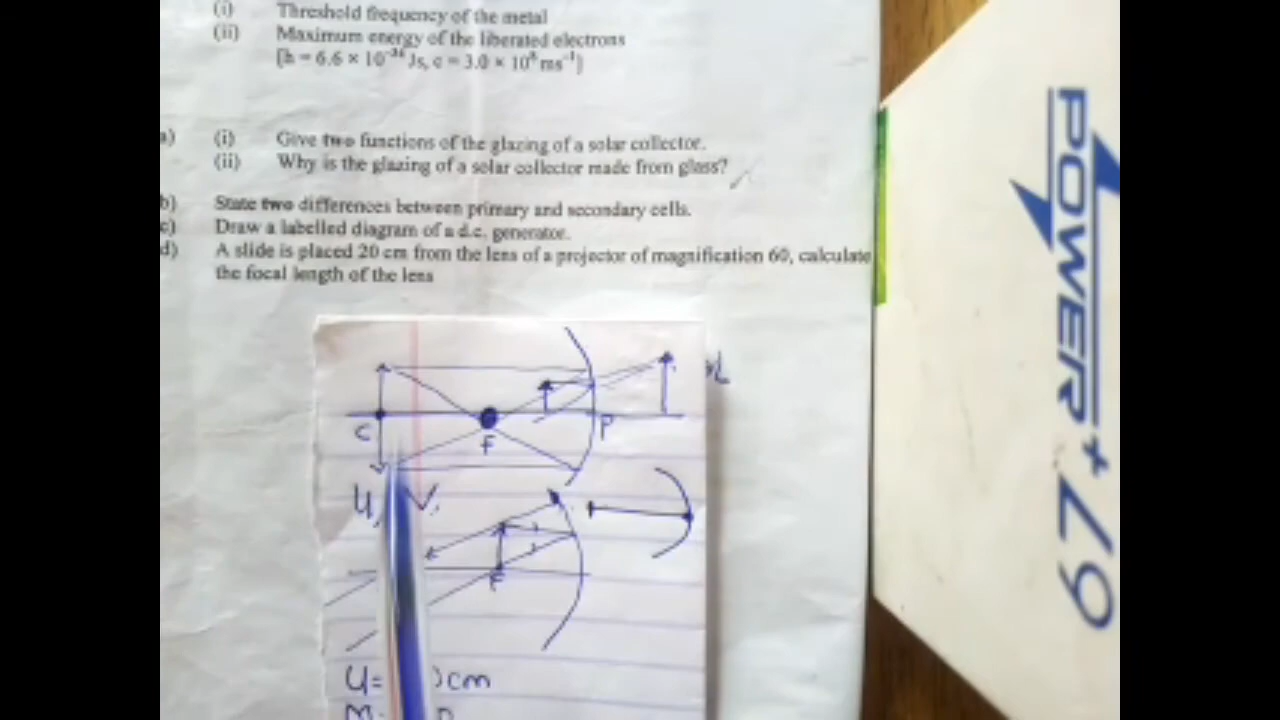 (i) Threshold frequency of the metal
(ii) Maximum energy of the liberated electrons
[h = 6.6 × 10⁻³⁴ Js, c = 3.0 × 10⁸ ms⁻¹]
a) (i) Give two functions of the glazing of a solar collector.
(ii) Why is the glazing of a solar collector made from glass?
b) State two differences between primary and secondary cells.
c) Draw a labelled diagram of a d.c. generator.
d) A slide is placed 20 cm from the lens of a projector of magnification 60, calculate
the focal length of the lens
C F P
U, V,
F
U= cm
POWER+
L9